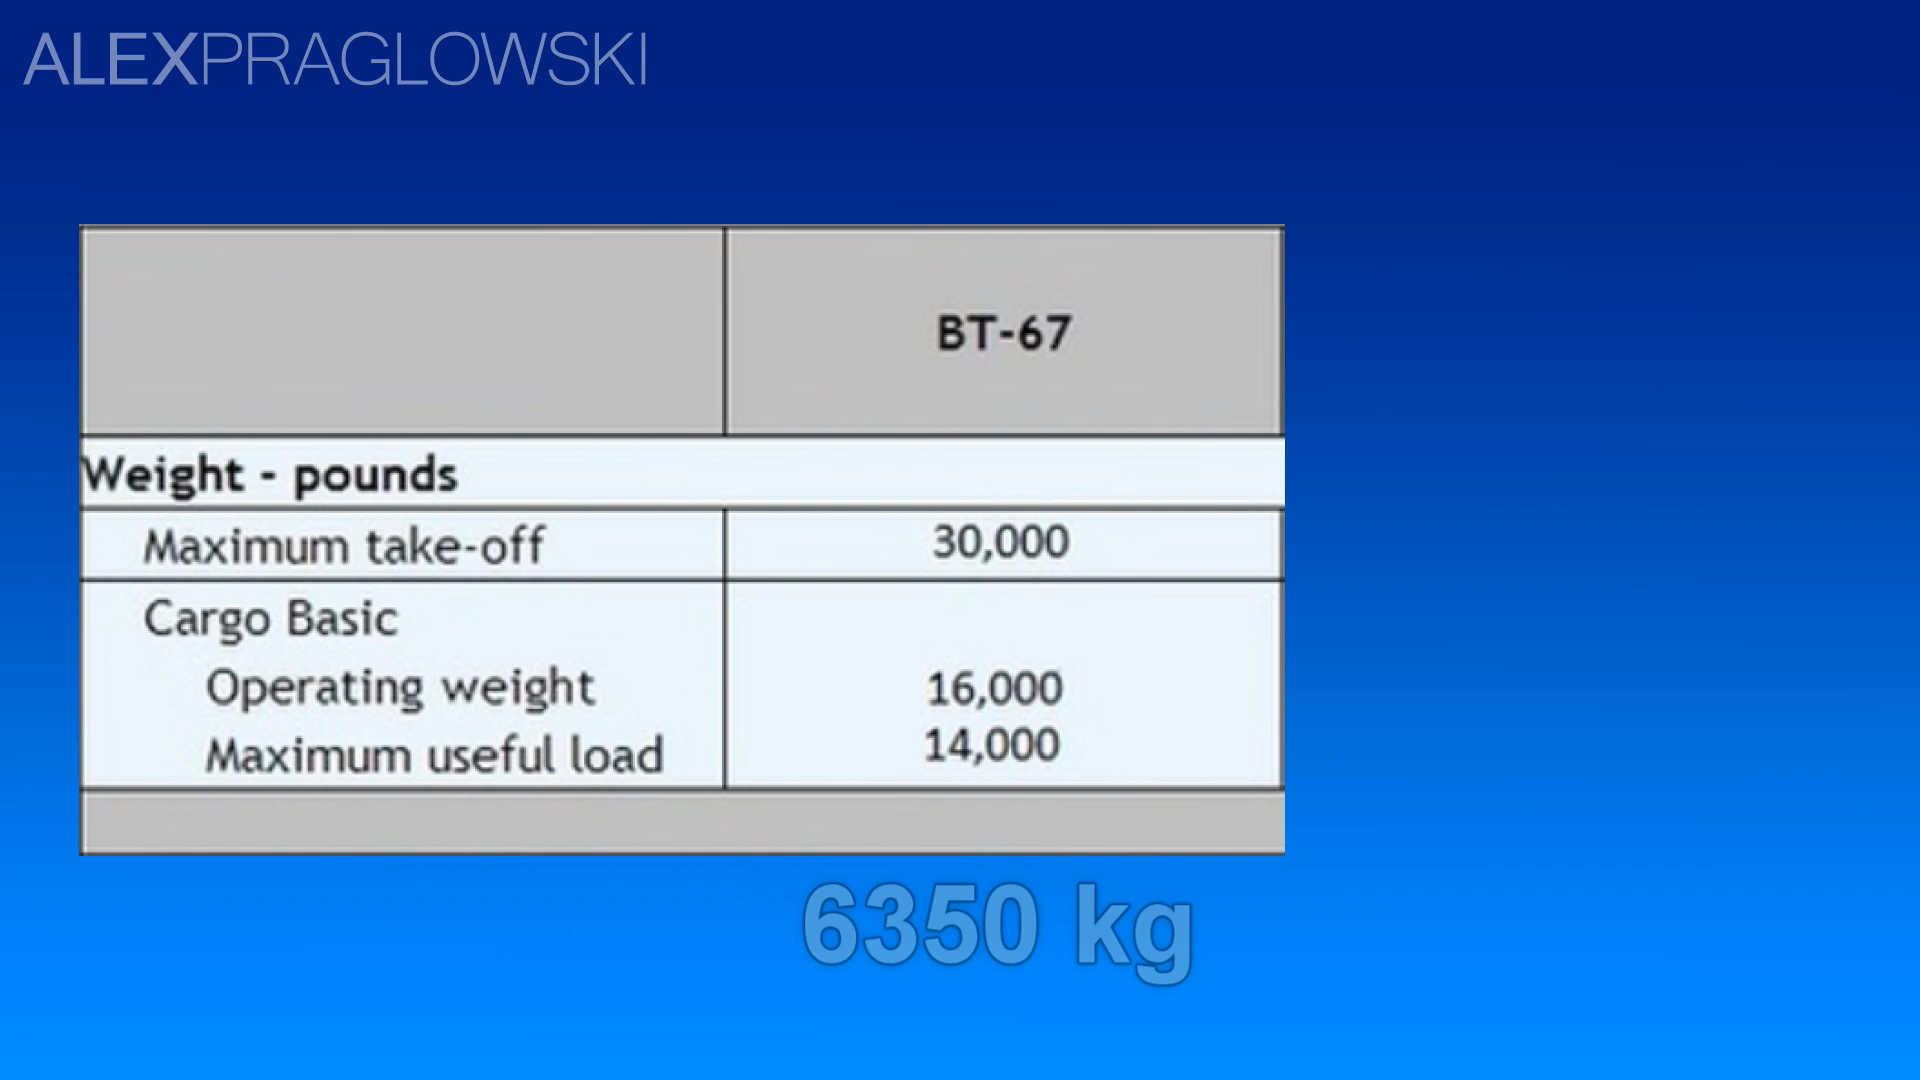 ALEXPRAGLOWSKI
BT-67
Weight - pounds
Maximum take-off 30,000
Cargo Basic
Operating weight 16,000
Maximum useful load 14,000
6350 kg